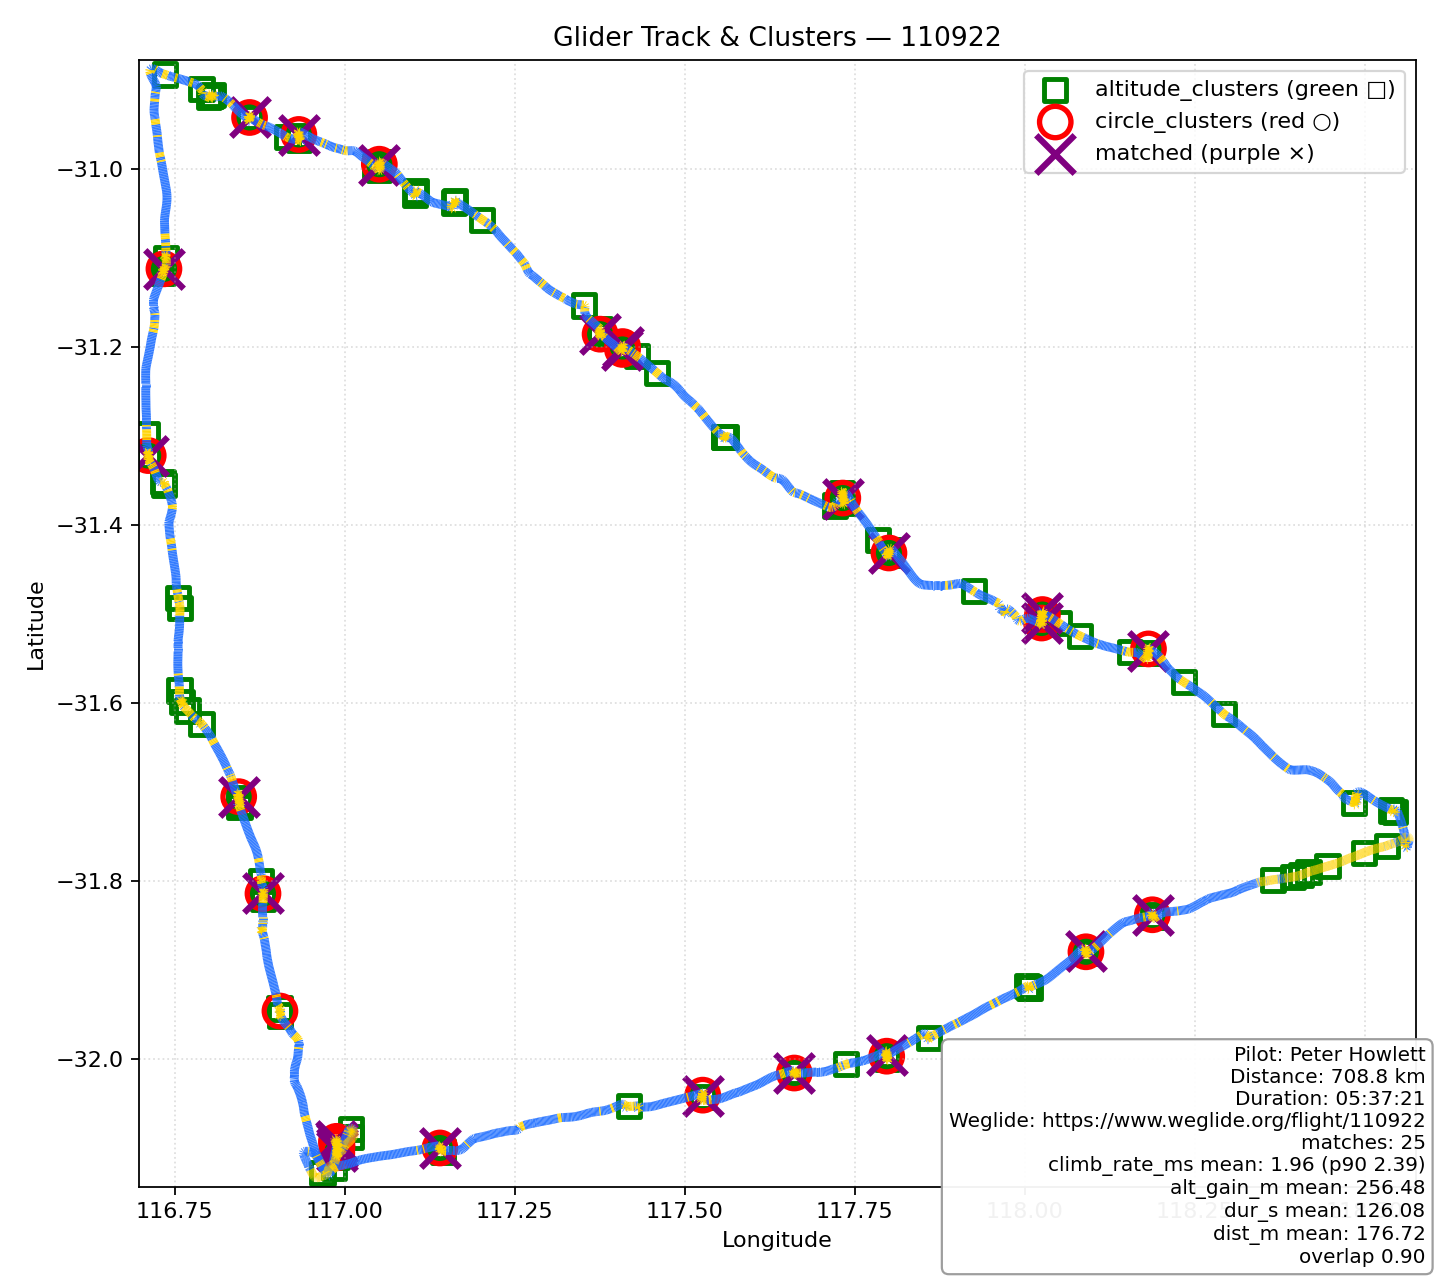 Glider Track & Clusters — 110922
altitude_clusters (green □)
circle_clusters (red ○)
matched (purple ×)
−31.0
−31.2
−31.4
−31.6
−31.8
−32.0
Latitude
116.75
117.00
117.25
117.50
117.75
118.00
Longitude
Pilot: Peter Howlett
Distance: 708.8 km
Duration: 05:37:21
Weglide: https://www.weglide.org/flight/110922
matches: 25
climb_rate_ms mean: 1.96 (p90 2.39)
alt_gain_m mean: 256.48
dur_s mean: 126.08
dist_m mean: 176.72
overlap 0.90